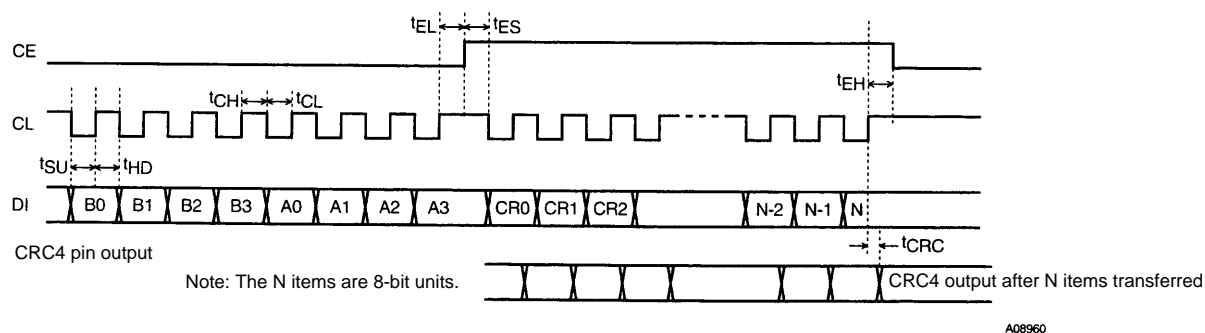 tEL tES
CE
tEH
tCH tCL
CL
tSU tHD
DI B0 B1 B2 B3 A0 A1 A2 A3 CR0 CR1 CR2 N-2 N-1 N
tCRC
CRC4 pin output
Note: The N items are 8-bit units.
CRC4 output after N items transferred
A08960